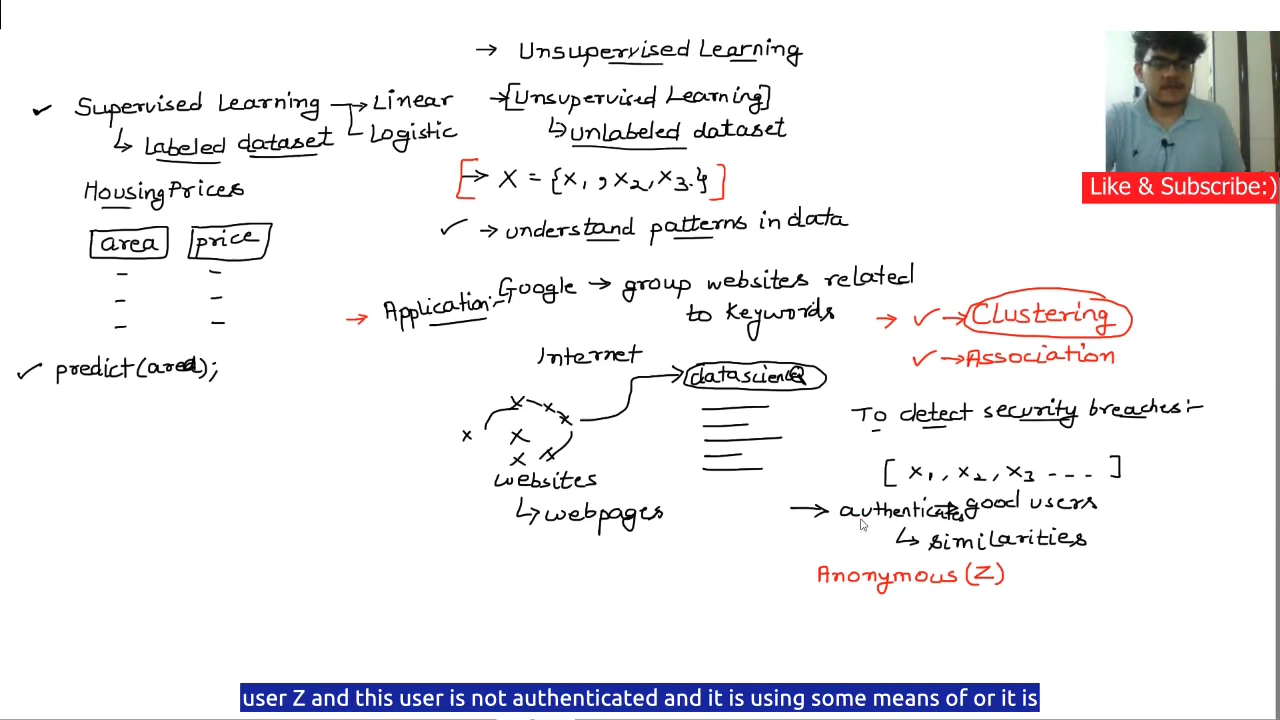 → Unsupervised Learning
✓ Supervised Learning → Linear
Logistic
↳ Labeled dataset
Housing Prices
area price
– –
– –
– –
✓ predict(area);
→ [Unsupervised Learning]
↳ unlabeled dataset
[→ X = {x₁, x₂, x₃.}]
✓ → understand patterns in data
→ Application:- Google → group websites related
to Keywords
Internet
datascience
websites
↳ webpages
→ ✓ → Clustering
✓ → Association
To detect security breaches:-
[ x₁, x₂, x₃ --- ]
→ authenticates → good users
↳ similarities
Anonymous (Z)
Like & Subscribe:)
user Z and this user is not authenticated and it is using some means of or it is